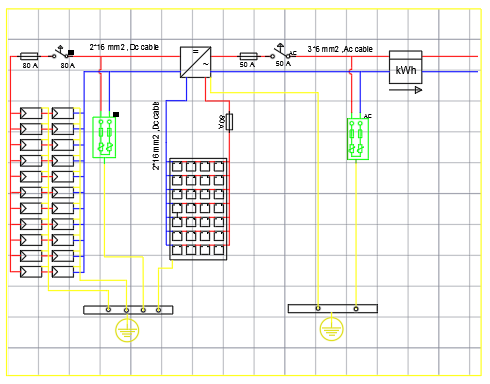 2*16 mm2 ,Dc cable
3*6 mm2 ,Ac cable
80 A
80 A
=
~
50 A
50 A
AC
kWh
2*16 mm2 ,Dc cable
80 A
AC